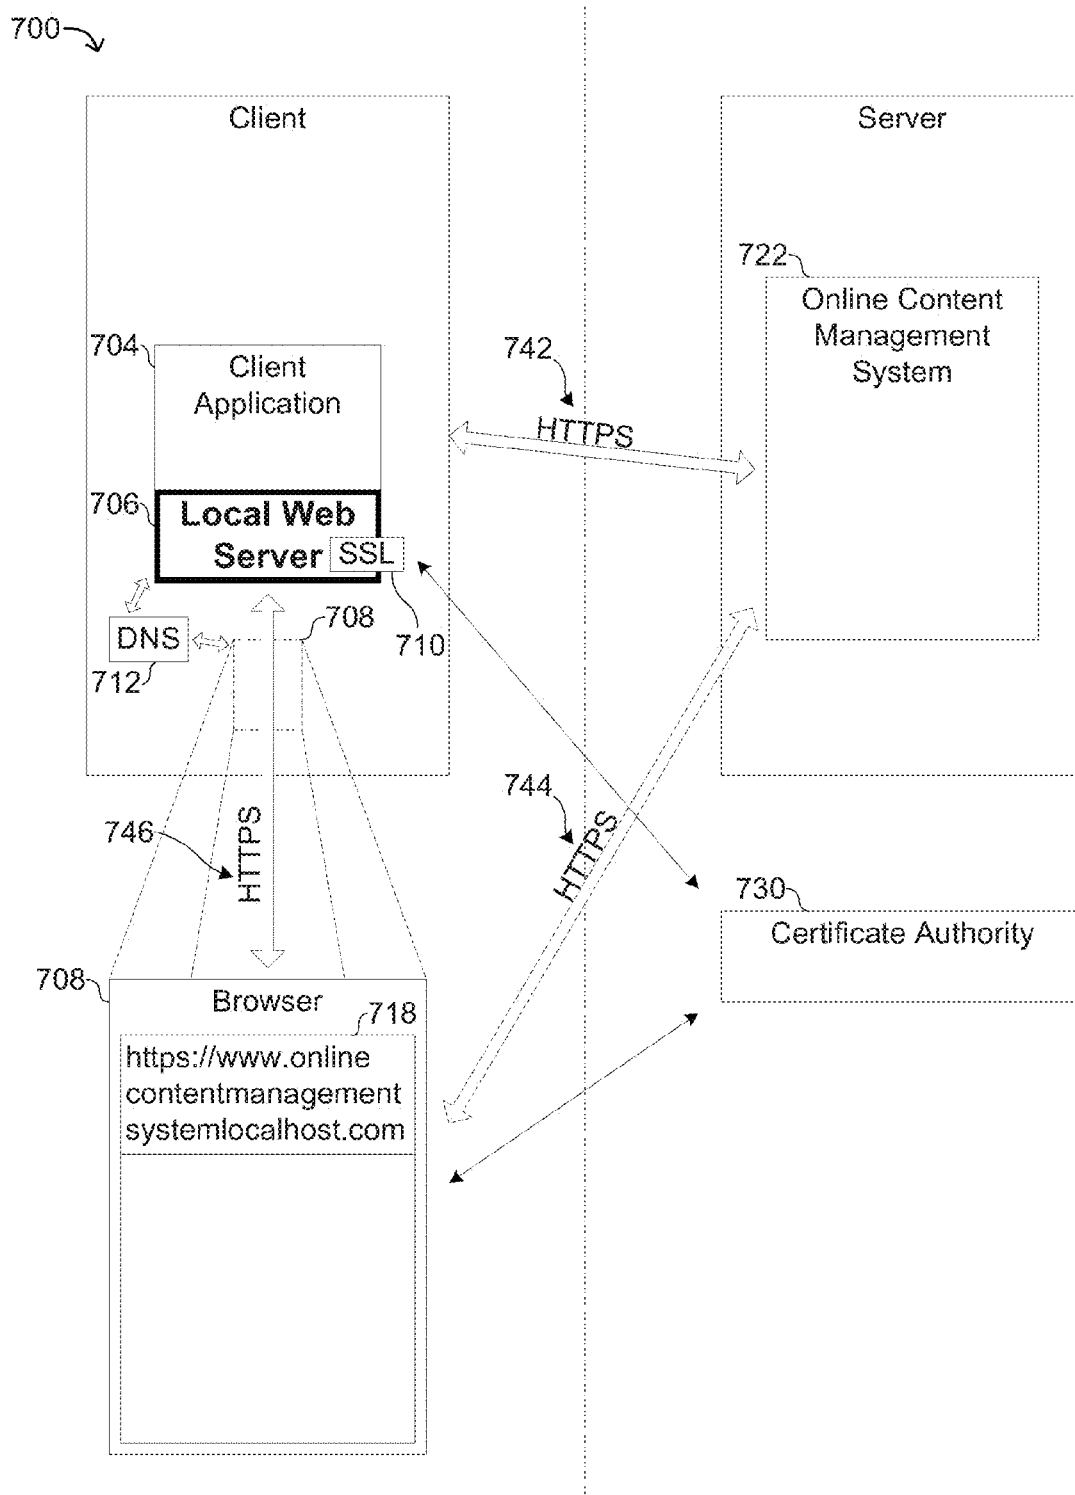 700
Client
Server
722
Online Content
Management
System
704
Client
Application
742
HTTPS
706
Local Web
Server
SSL
708
710
DNS
712
744
HTTPS
746
HTTPS
730
Certificate Authority
708
Browser
718
https://www.online
contentmanagement
systemlocalhost.com